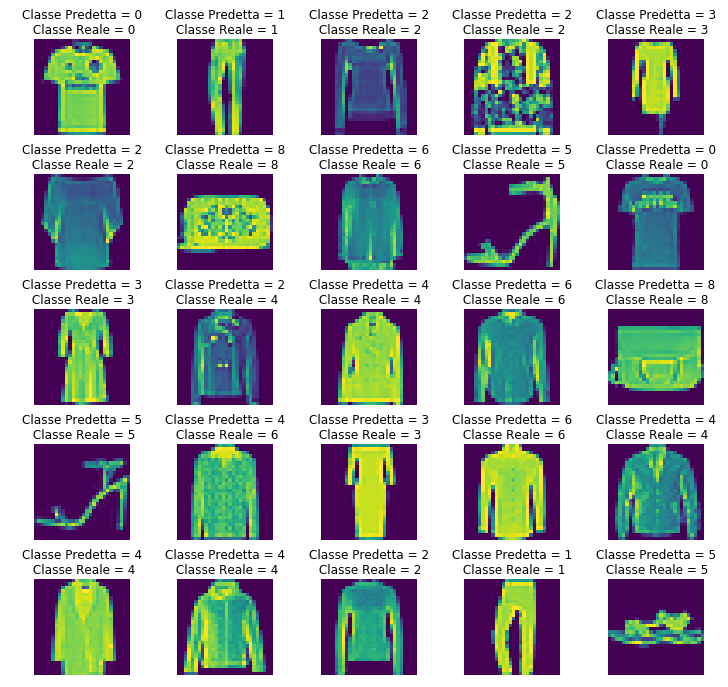 Classe Predetta = 0
Classe Reale = 0
Classe Predetta = 1
Classe Reale = 1
Classe Predetta = 2
Classe Reale = 2
Classe Predetta = 2
Classe Reale = 2
Classe Predetta = 3
Classe Reale = 3
Classe Predetta = 2
Classe Reale = 2
Classe Predetta = 8
Classe Reale = 8
Classe Predetta = 6
Classe Reale = 6
Classe Predetta = 5
Classe Reale = 5
Classe Predetta = 0
Classe Reale = 0
Classe Predetta = 3
Classe Reale = 3
Classe Predetta = 2
Classe Reale = 4
Classe Predetta = 4
Classe Reale = 4
Classe Predetta = 6
Classe Reale = 6
Classe Predetta = 8
Classe Reale = 8
Classe Predetta = 5
Classe Reale = 5
Classe Predetta = 4
Classe Reale = 6
Classe Predetta = 3
Classe Reale = 3
Classe Predetta = 6
Classe Reale = 6
Classe Predetta = 4
Classe Reale = 4
Classe Predetta = 4
Classe Reale = 4
Classe Predetta = 4
Classe Reale = 4
Classe Predetta = 2
Classe Reale = 2
Classe Predetta = 1
Classe Reale = 1
Classe Predetta = 5
Classe Reale = 5